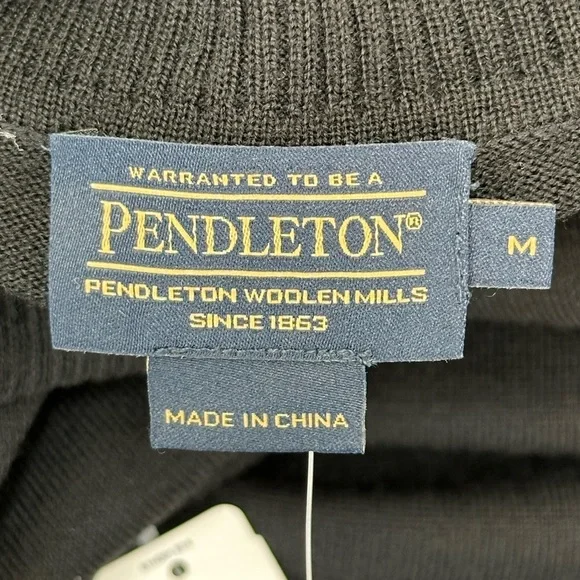 WARRANTED TO BE A
PENDLETON®
PENDLETON WOOLEN MILLS
SINCE 1863
M
MADE IN CHINA